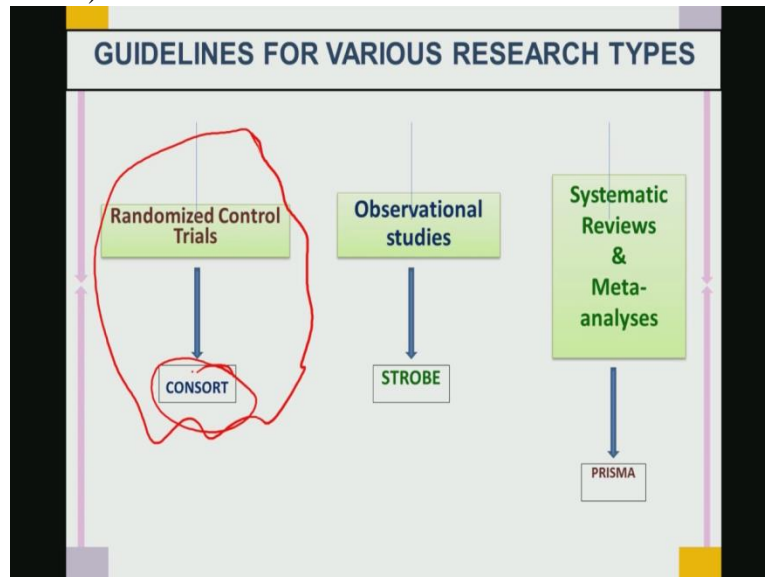 GUIDELINES FOR VARIOUS RESEARCH TYPES
Randomized Control
Trials
CONSORT
Observational
studies
STROBE
Systematic
Reviews
&
Meta-
analyses
PRISMA